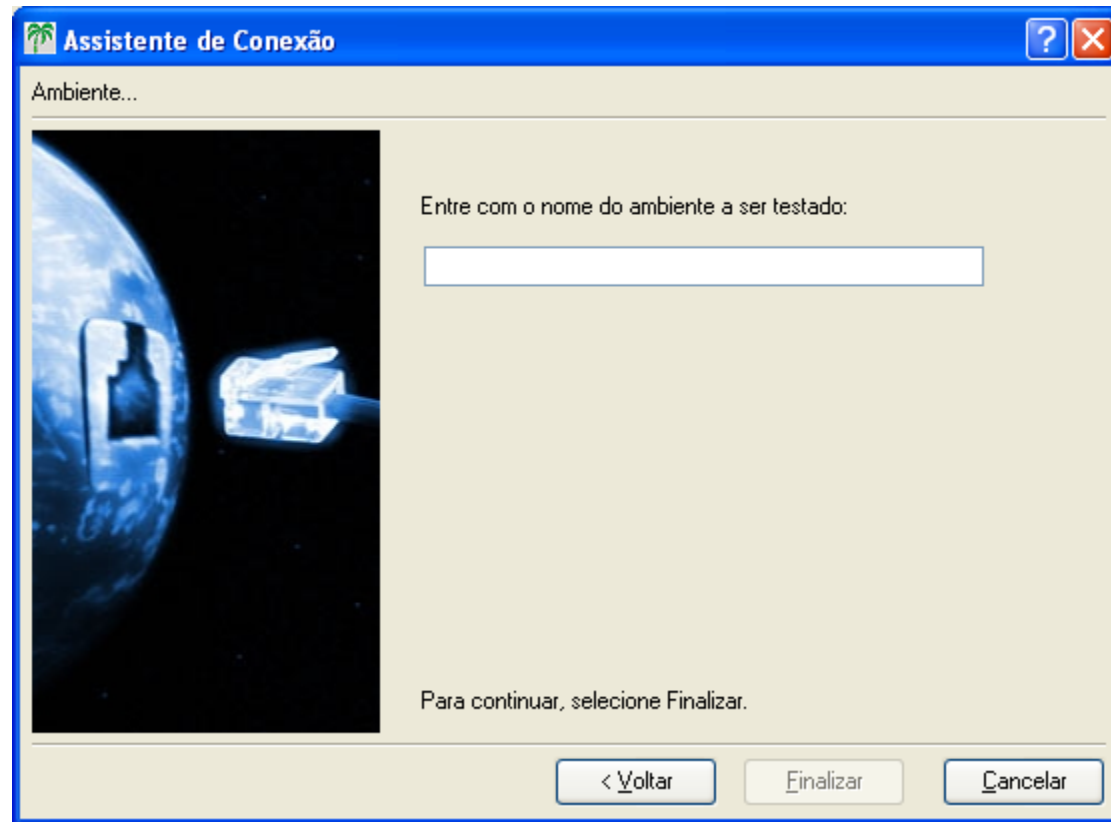 Assistente de Conexão
?
Ambiente...
Entre com o nome do ambiente a ser testado:
Para continuar, selecione Finalizar.
< Voltar
Finalizar
Cancelar